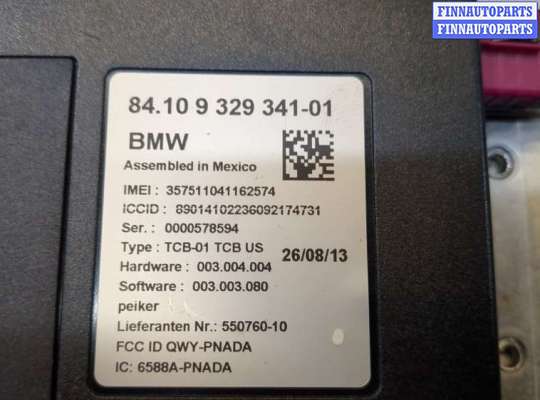 FINNAUTOPARTS
FINNAUTOPARTS
84.10 9 329 341-01
BMW
Assembled in Mexico
IMEI : 357511041162574
ICCID : 89014102236092174731
Ser. : 0000578594
Type : TCB-01 TCB US 26/08/13
Hardware : 003.004.004
Software : 003.003.080
peiker
Lieferanten Nr.: 550760-10
FCC ID QWY-PNADA
IC: 6588A-PNADA